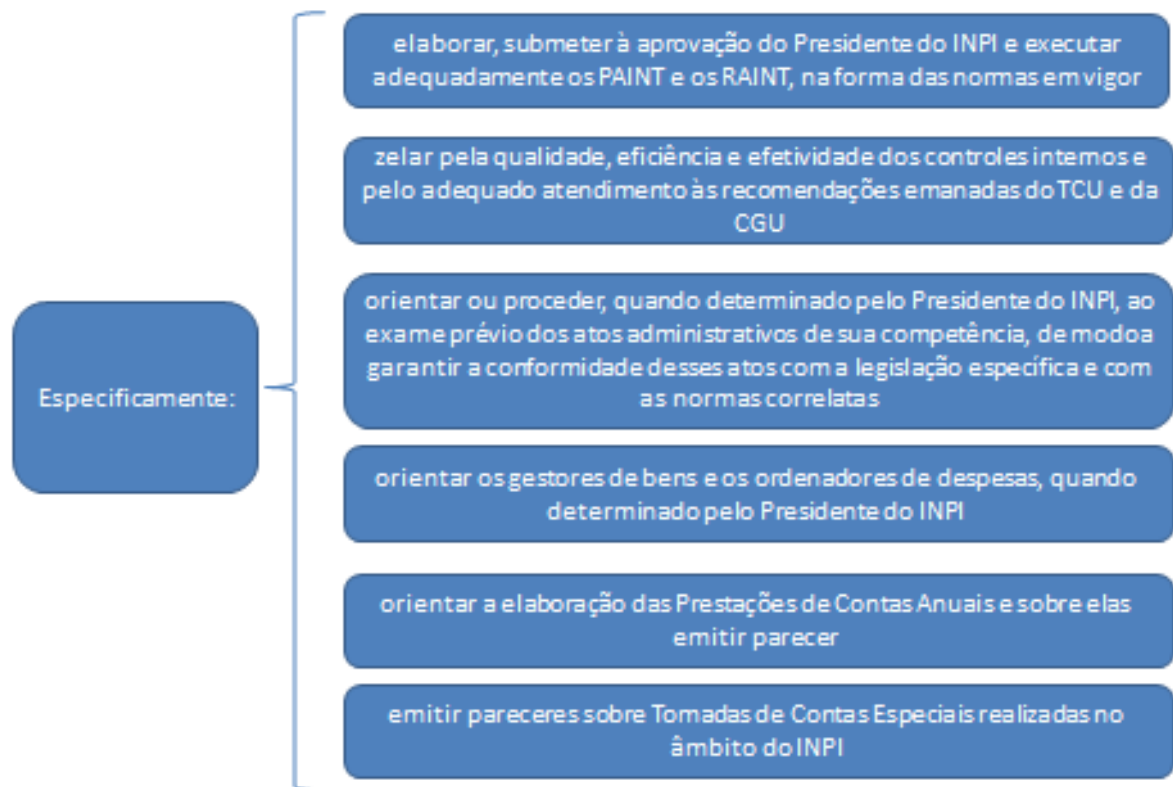 Especificamente:
elaborar, submeter à aprovação do Presidente do INPI e executar
adequadamente os PAINT e os RAINT, na forma das normas em vigor
zelar pela qualidade, eficiência e efetividade dos controles internos e
pelo adequado atendimento às recomendações emanadas do TCU e da
CGU
orientar ou proceder, quando determinado pelo Presidente do INPI, ao
exame prévio dos atos administrativos de sua competência, de modo a
garantir a conformidade desses atos com a legislação específica e com
as normas correlatas
orientar os gestores de bens e os ordenadores de despesas, quando
determinado pelo Presidente do INPI
orientar a elaboração das Prestações de Contas Anuais e sobre elas
emitir parecer
emitir pareceres sobre Tomadas de Contas Especiais realizadas no
âmbito do INPI